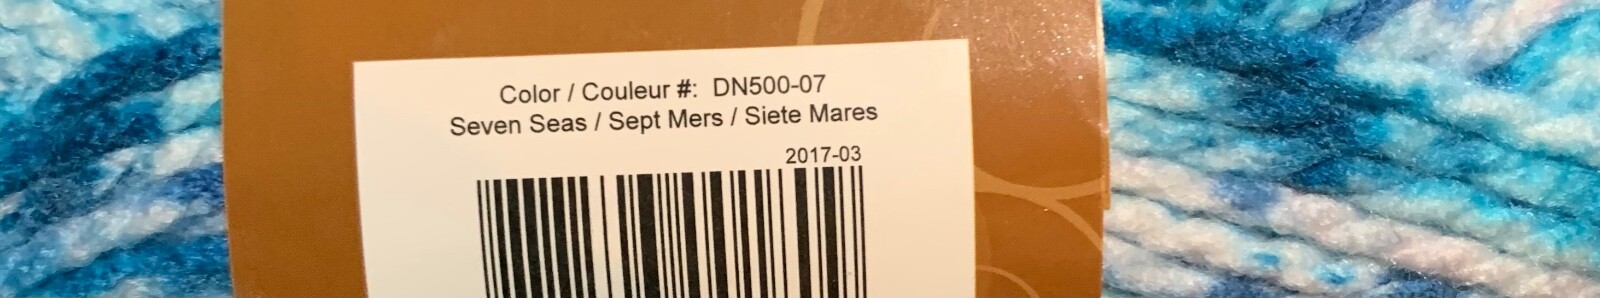 Color / Couleur #: DN500-07
Seven Seas / Sept Mers / Siete Mares
2017-03